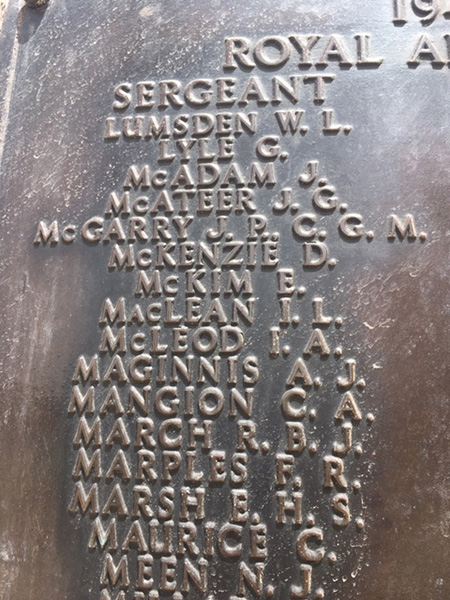 ROYAL
SERGEANT
LUMSDEN W. L.
LYLE G.
McADAM J.
McATEER J. G.
McGARRY J. P., C. G. M.
McKENZIE D.
McKIM E.
MacLEAN I. L.
McLEOD I. A.
MAGINNIS A. J.
MANGION C. A.
MARCH R. B. J.
MARPLES F. R.
MARSH E. H. S.
MAURICE C.
MEEN N. J.